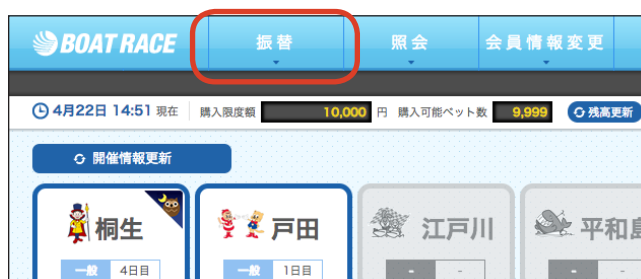 BOAT RACE 振替 照会 会員情報変更
4月22日 14:51 現在 購入限度額 10,000 円 購入可能ベット数 9,999 残高更新
開催情報更新
桐生 戸田 江戸川 平和島
一般 4日目 一般 1日目 - - - -